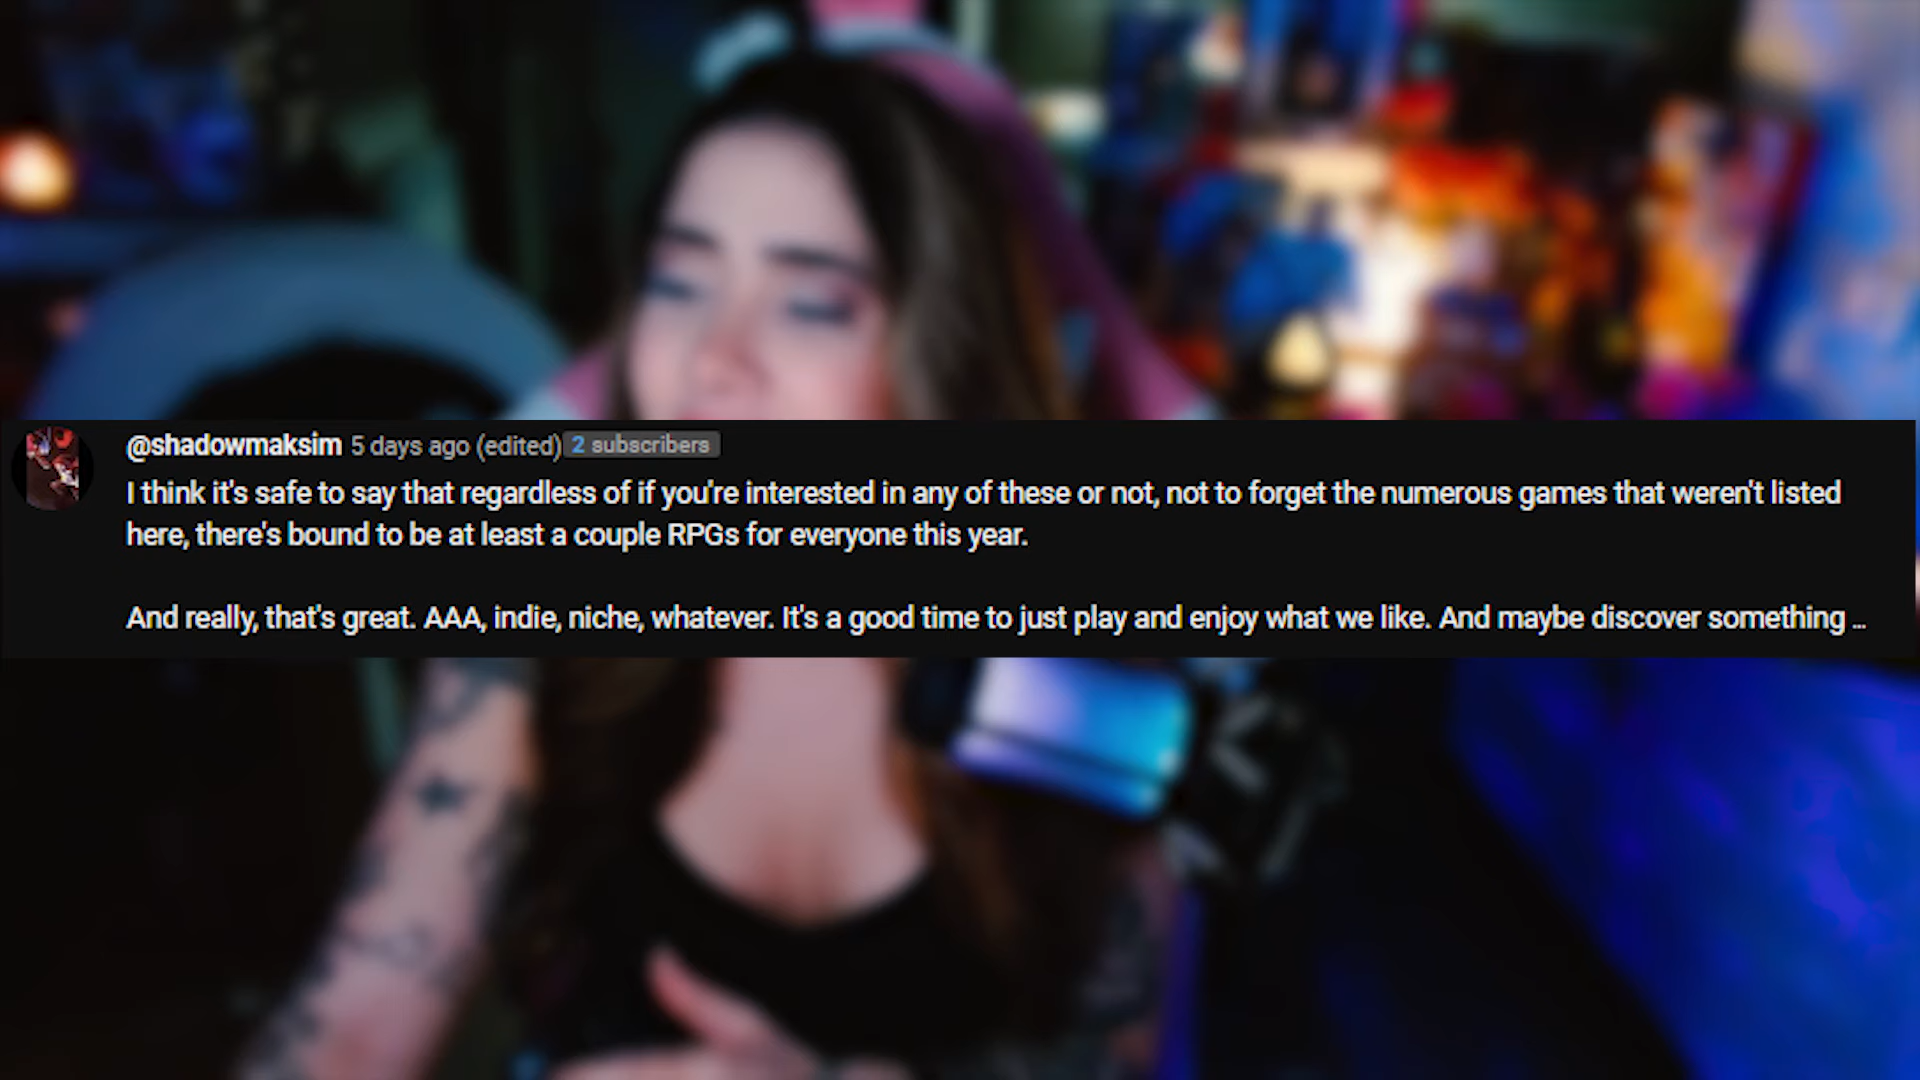 @shadowmaksim 5 days ago (edited) 2 subscribers
I think it's safe to say that regardless of if you're interested in any of these or not, not to forget the numerous games that weren't listed
here, there's bound to be at least a couple RPGs for everyone this year.
And really, that's great. AAA, indie, niche, whatever. It's a good time to just play and enjoy what we like. And maybe discover something ...